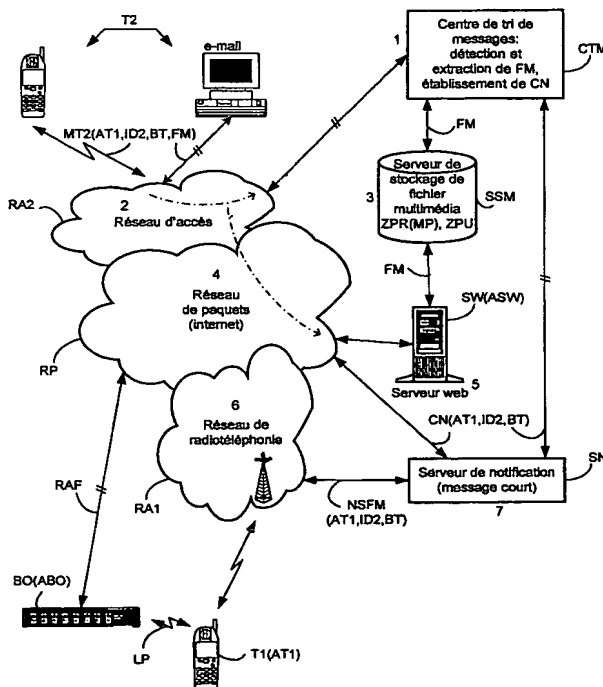 T2
e-mail
MT2(AT1,ID2,BT,FM)
1
Centre de tri de
messages:
détection et
extraction de FM,
établissement de CN
CTM
FM
RA2
2
Réseau d'accès
3
Serveur de
stockage de
fichier
multimédia
ZPR(MP), ZPU
SSM
FM
4
Réseau
de paquets
(internet)
RP
SW(ASW)
5
Serveur web
6
Réseau de
radiotéléphonie
CN(AT1,ID2,BT)
RAF
RA1
NSFM
(AT1,ID2,BT)
Serveur de notification
(message court)
SN
7
BO(ABO)
LP
T1(AT1)